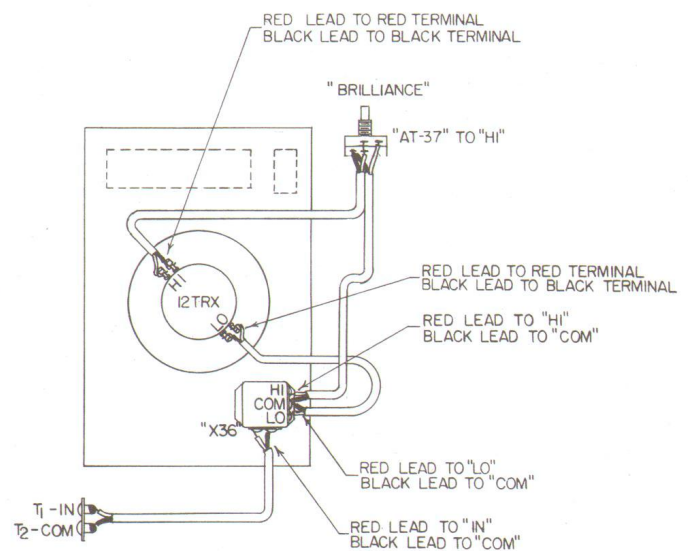 RED LEAD TO RED TERMINAL
BLACK LEAD TO BLACK TERMINAL
"BRILLIANCE"
"AT-37" TO "HI"
HI
12TRX
LO
RED LEAD TO RED TERMINAL
BLACK LEAD TO BLACK TERMINAL
RED LEAD TO "HI"
BLACK LEAD TO "COM"
HI
COM
LO
"X36"
RED LEAD TO "LO"
BLACK LEAD TO "COM"
T1-IN
T2-COM
RED LEAD TO "IN"
BLACK LEAD TO "COM"